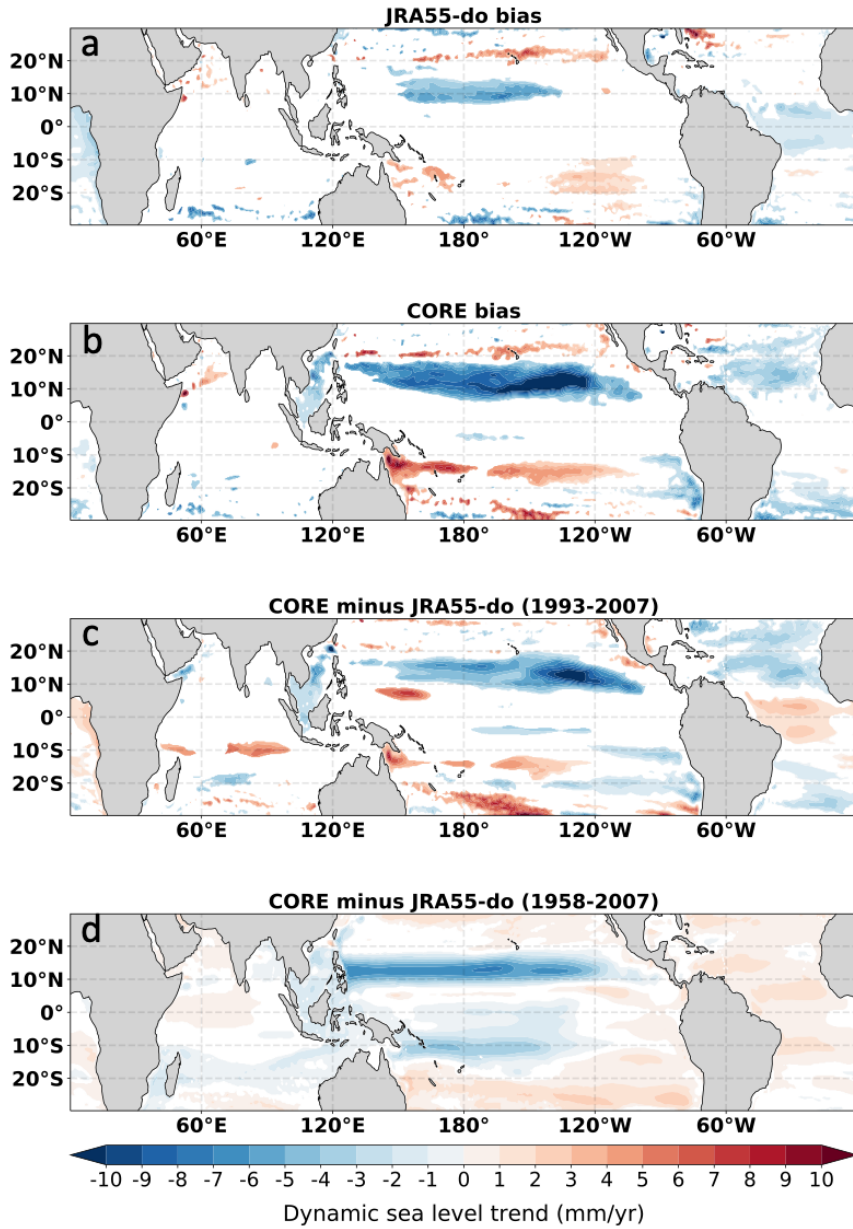 JRA55-do bias
a
20°N
10°N
0°
10°S
20°S
60°E 120°E 180° 120°W 60°W
CORE bias
b
20°N
10°N
0°
10°S
20°S
60°E 120°E 180° 120°W 60°W
CORE minus JRA55-do (1993-2007)
c
20°N
10°N
0°
10°S
20°S
60°E 120°E 180° 120°W 60°W
CORE minus JRA55-do (1958-2007)
d
20°N
10°N
0°
10°S
20°S
60°E 120°E 180° 120°W 60°W
-10 -9 -8 -7 -6 -5 -4 -3 -2 -1 0 1 2 3 4 5 6 7 8 9 10
Dynamic sea level trend (mm/yr)